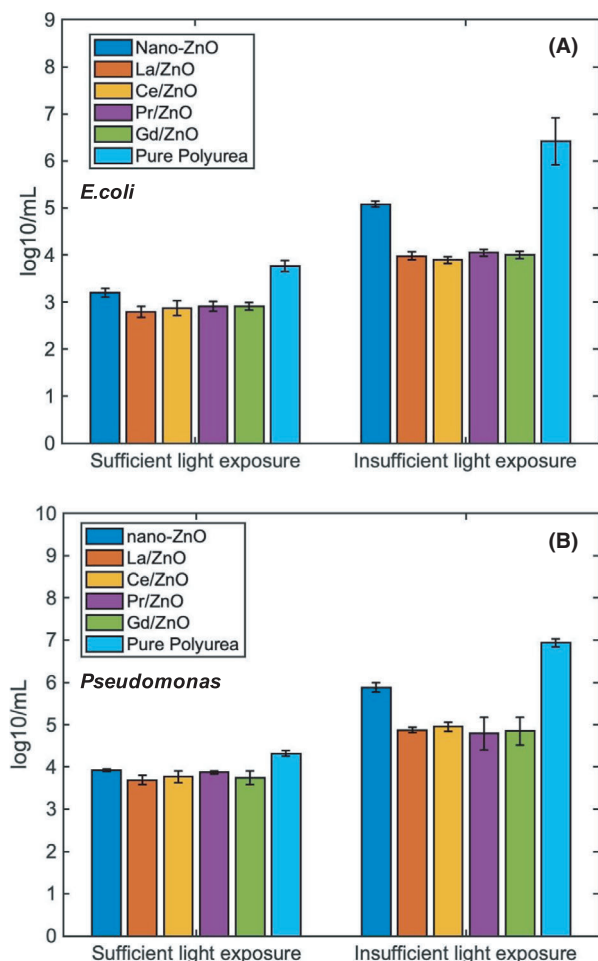 9
(A)
Nano-ZnO
8
La/ZnO
Ce/ZnO
7
Pr/ZnO
Gd/ZnO
6
Pure Polyurea
E.coli
5
log10/mL
4
3
2
1
0
Sufficient light exposure
Insufficient light exposure
10
(B)
nano-ZnO
9
La/ZnO
Ce/ZnO
8
Pr/ZnO
Gd/ZnO
7
Pure Polyurea
6
Pseudomonas
5
log10/mL
4
3
2
1
0
Sufficient light exposure
Insufficient light exposure